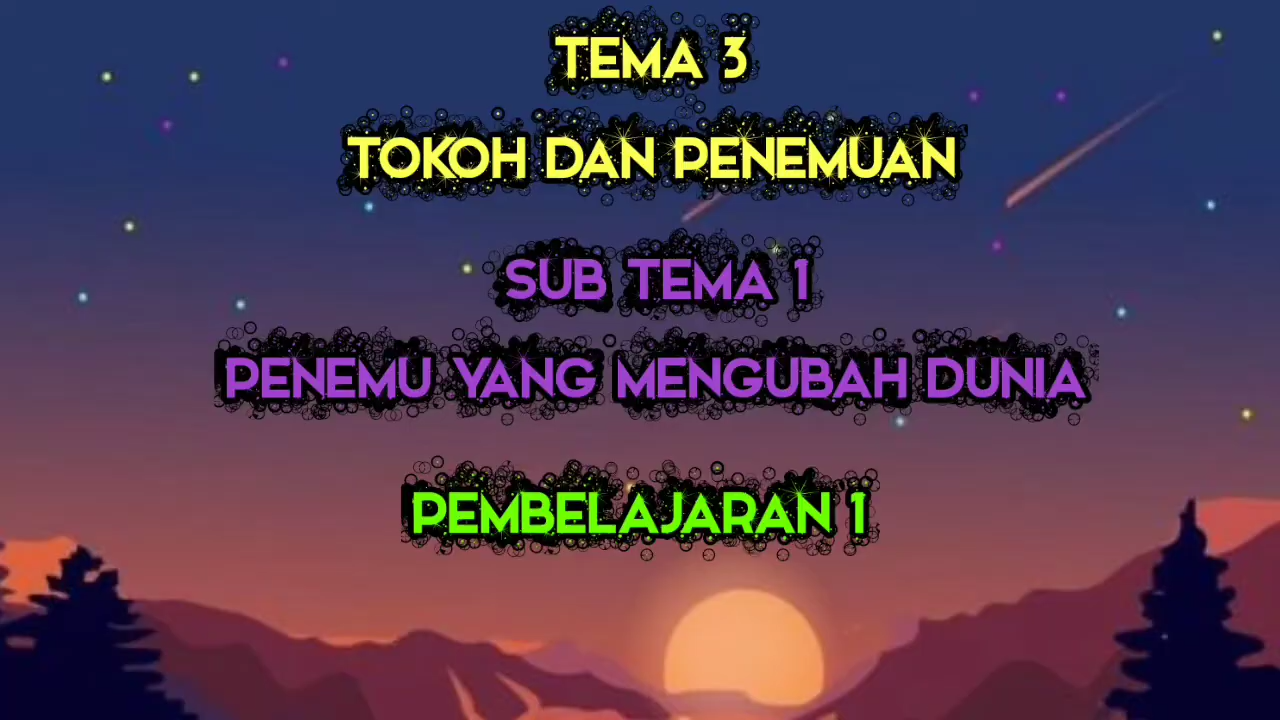 TEMA 3
TOKOH DAN PENEMUAN
SUB TEMA 1
PENEMU YANG MENGUBAH DUNIA
PEMBELAJARAN 1